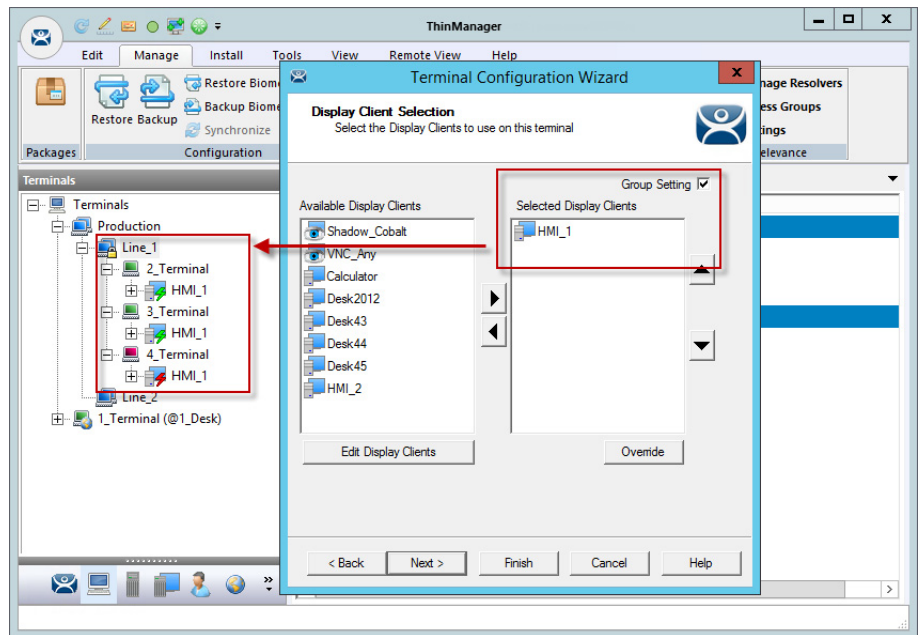 ThinManager
Edit Manage Install Tools View Remote View Help
Restore Backup
Restore Biom
Backup Biome
Synchronize
Packages
Configuration
nage Resolvers
ess Groups
tings
elevance
Terminals
Terminals
Production
Line_1
2_Terminal
HMI_1
3_Terminal
HMI_1
4_Terminal
HMI_1
Line_2
1_Terminal (@1_Desk)
Terminal Configuration Wizard
x
Display Client Selection
Select the Display Clients to use on this terminal
Group Setting
Available Display Clients
Selected Display Clients
Shadow_Cobalt
VNC_Any
Calculator
Desk2012
Desk43
Desk44
Desk45
HMI_2
HMI_1
Edit Display Clients
Override
< Back
Next >
Finish
Cancel
Help